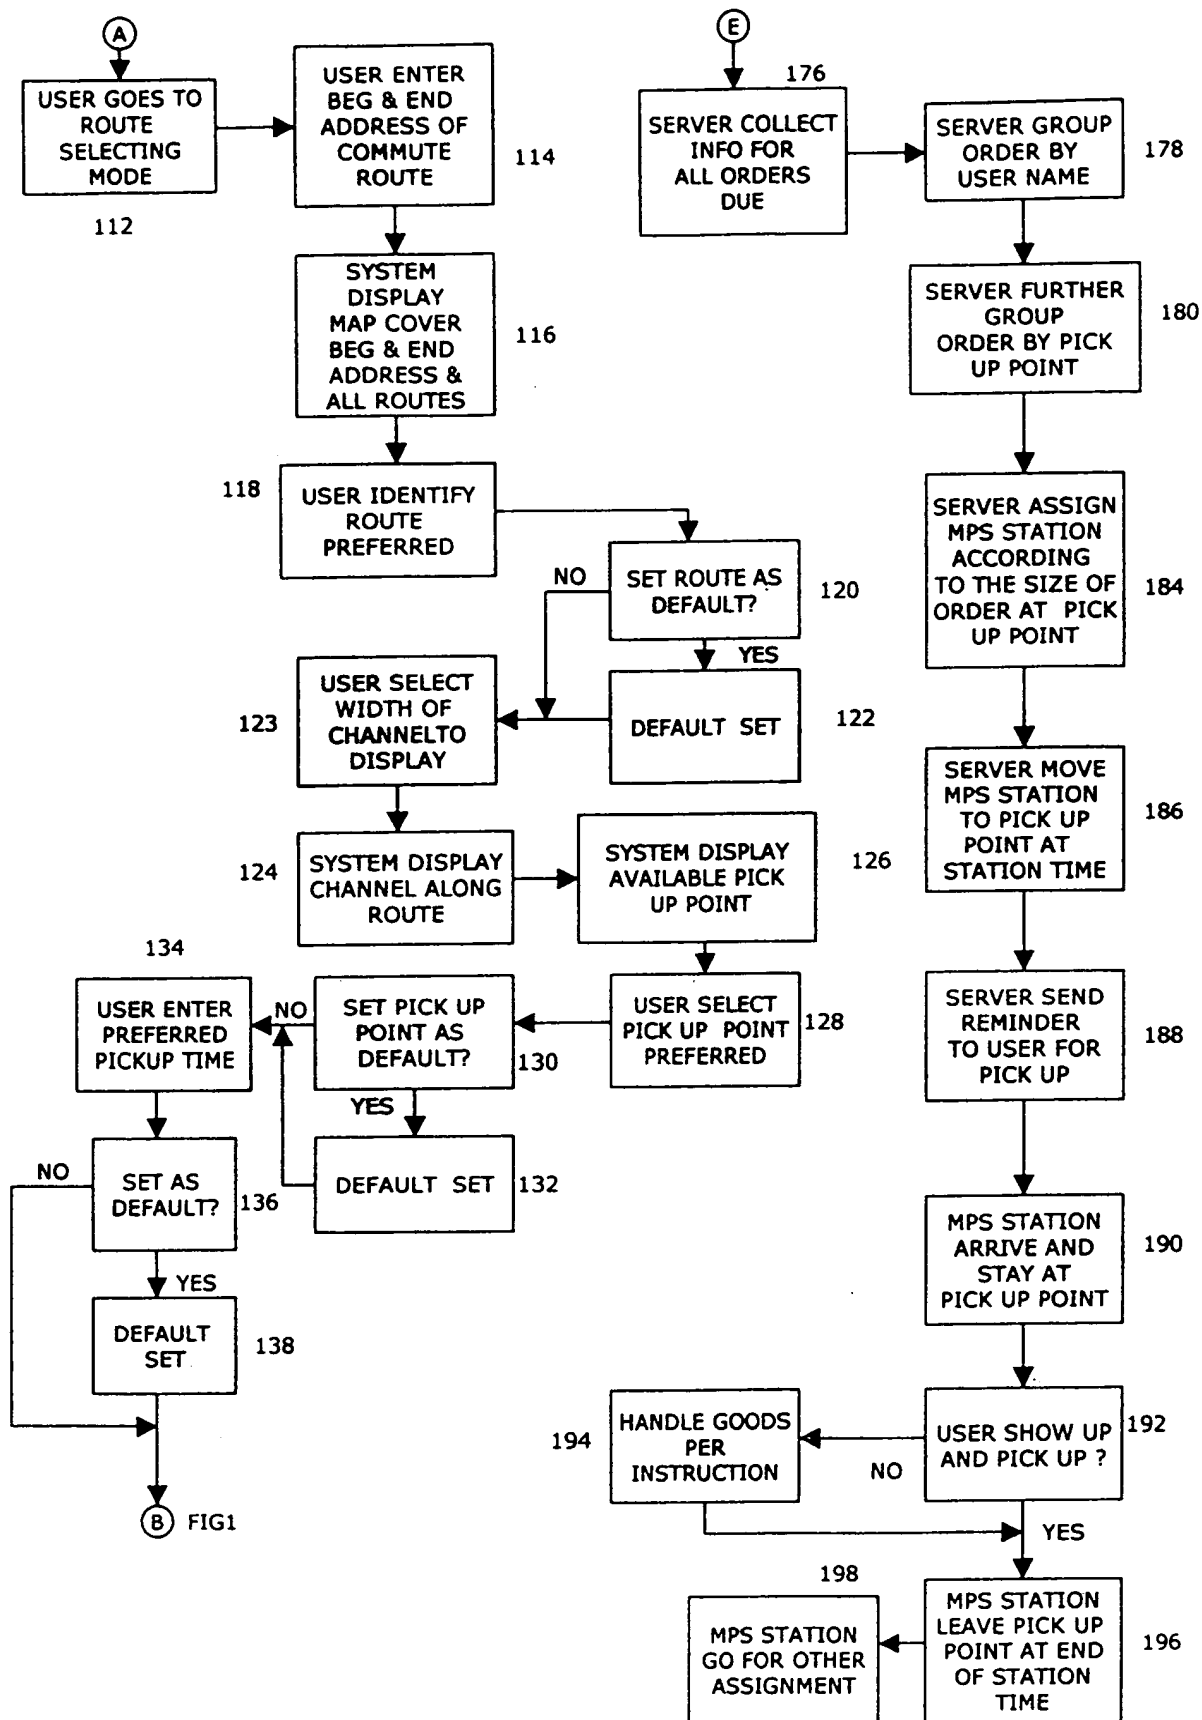 A
USER GOES TO
ROUTE
SELECTING
MODE
112
USER ENTER
BEG & END
ADDRESS OF
COMMUTE
ROUTE
114
SYSTEM
DISPLAY
MAP COVER
BEG & END
ADDRESS &
ALL ROUTES
116
118
USER IDENTIFY
ROUTE
PREFERRED
NO
SET ROUTE AS
DEFAULT?
120
YES
DEFAULT SET
122
123
USER SELECT
WIDTH OF
CHANNELTO
DISPLAY
124
SYSTEM DISPLAY
CHANNEL ALONG
ROUTE
SYSTEM DISPLAY
AVAILABLE PICK
UP POINT
126
USER SELECT
PICK UP POINT
PREFERRED
128
SET PICK UP
POINT AS
DEFAULT?
130
NO
YES
DEFAULT SET
132
134
USER ENTER
PREFERRED
PICKUP TIME
NO
SET AS
DEFAULT?
136
YES
DEFAULT
SET
138
B FIG1
E
176
SERVER COLLECT
INFO FOR
ALL ORDERS
DUE
SERVER GROUP
ORDER BY
USER NAME
178
SERVER FURTHER
GROUP
ORDER BY PICK
UP POINT
180
SERVER ASSIGN
MPS STATION
ACCORDING
TO THE SIZE OF
ORDER AT PICK
UP POINT
184
SERVER MOVE
MPS STATION
TO PICK UP
POINT AT
STATION TIME
186
SERVER SEND
REMINDER
TO USER FOR
PICK UP
188
MPS STATION
ARRIVE AND
STAY AT
PICK UP POINT
190
USER SHOW UP
AND PICK UP ?
192
NO
194
HANDLE GOODS
PER
INSTRUCTION
YES
MPS STATION
LEAVE PICK UP
POINT AT END
OF STATION
TIME
196
198
MPS STATION
GO FOR OTHER
ASSIGNMENT